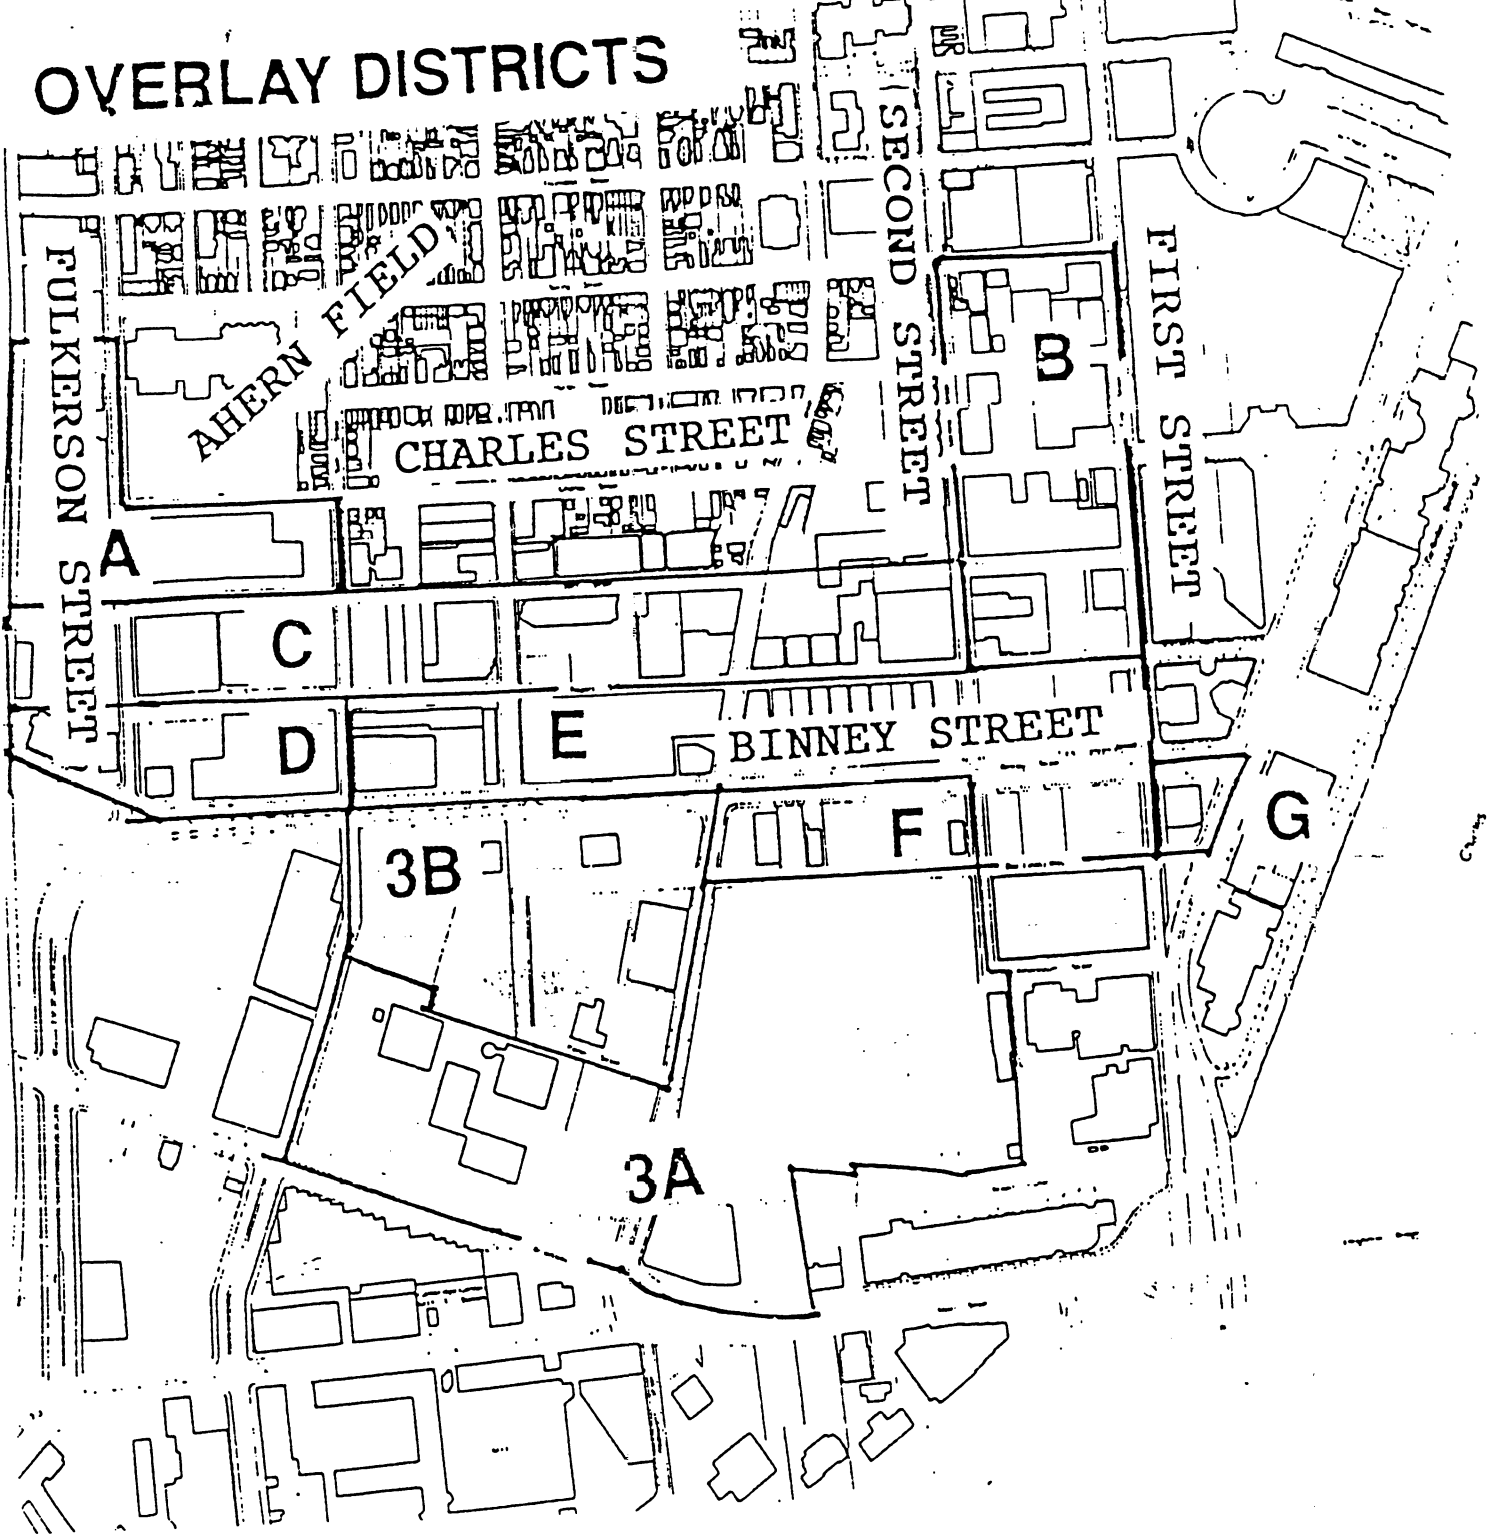 OVERLAY DISTRICTS
FULKERSON STREET
AHERN FIELD
SECOND STREET
FIRST STREET
CHARLES STREET
B
A
C
D
E
BINNEY STREET
F
G
3B
3A